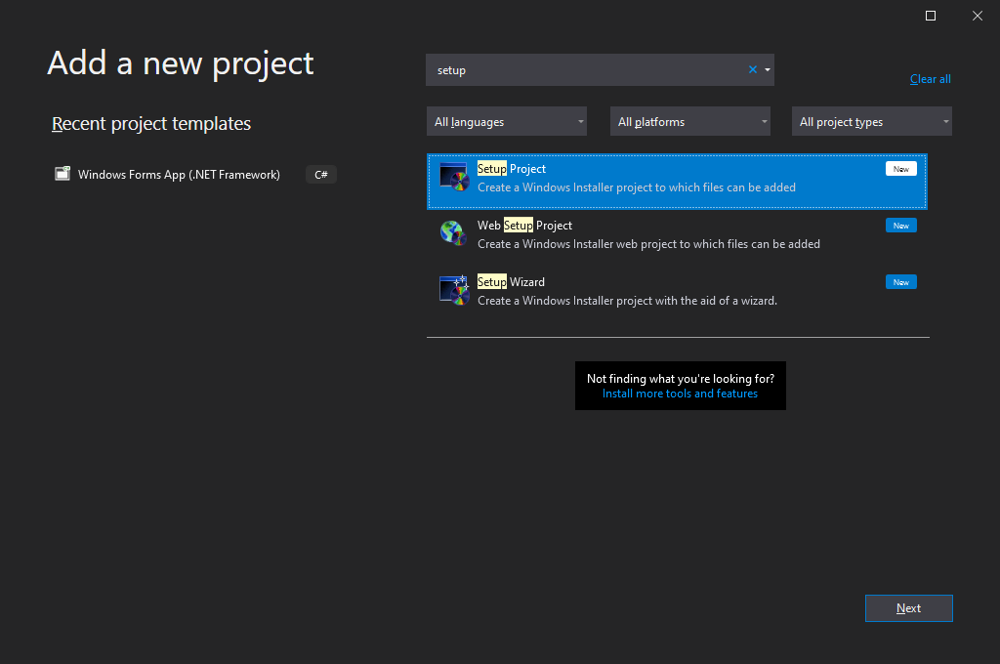 Add a new project
Recent project templates
Windows Forms App (.NET Framework)
C#
setup
Clear all
All languages
All platforms
All project types
Setup Project
New
Create a Windows Installer project to which files can be added
Web Setup Project
New
Create a Windows Installer web project to which files can be added
Setup Wizard
New
Create a Windows Installer project with the aid of a wizard.
Not finding what you're looking for?
Install more tools and features
Next